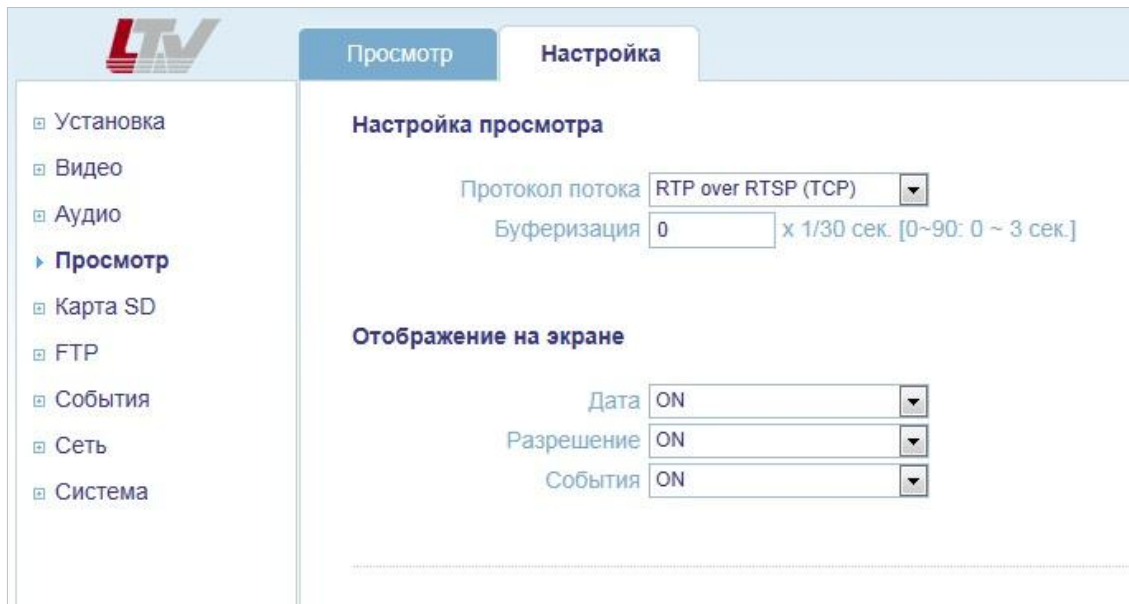 LTV
Просмотр
Настройка
Установка
Видео
Аудио
Просмотр
Карта SD
FTP
События
Сеть
Система
Настройка просмотра
Протокол потока RTP over RTSP (TCP)
Буферизация 0 x 1/30 сек. [0~90: 0 ~ 3 сек.]
Отображение на экране
Дата ON
Разрешение ON
События ON